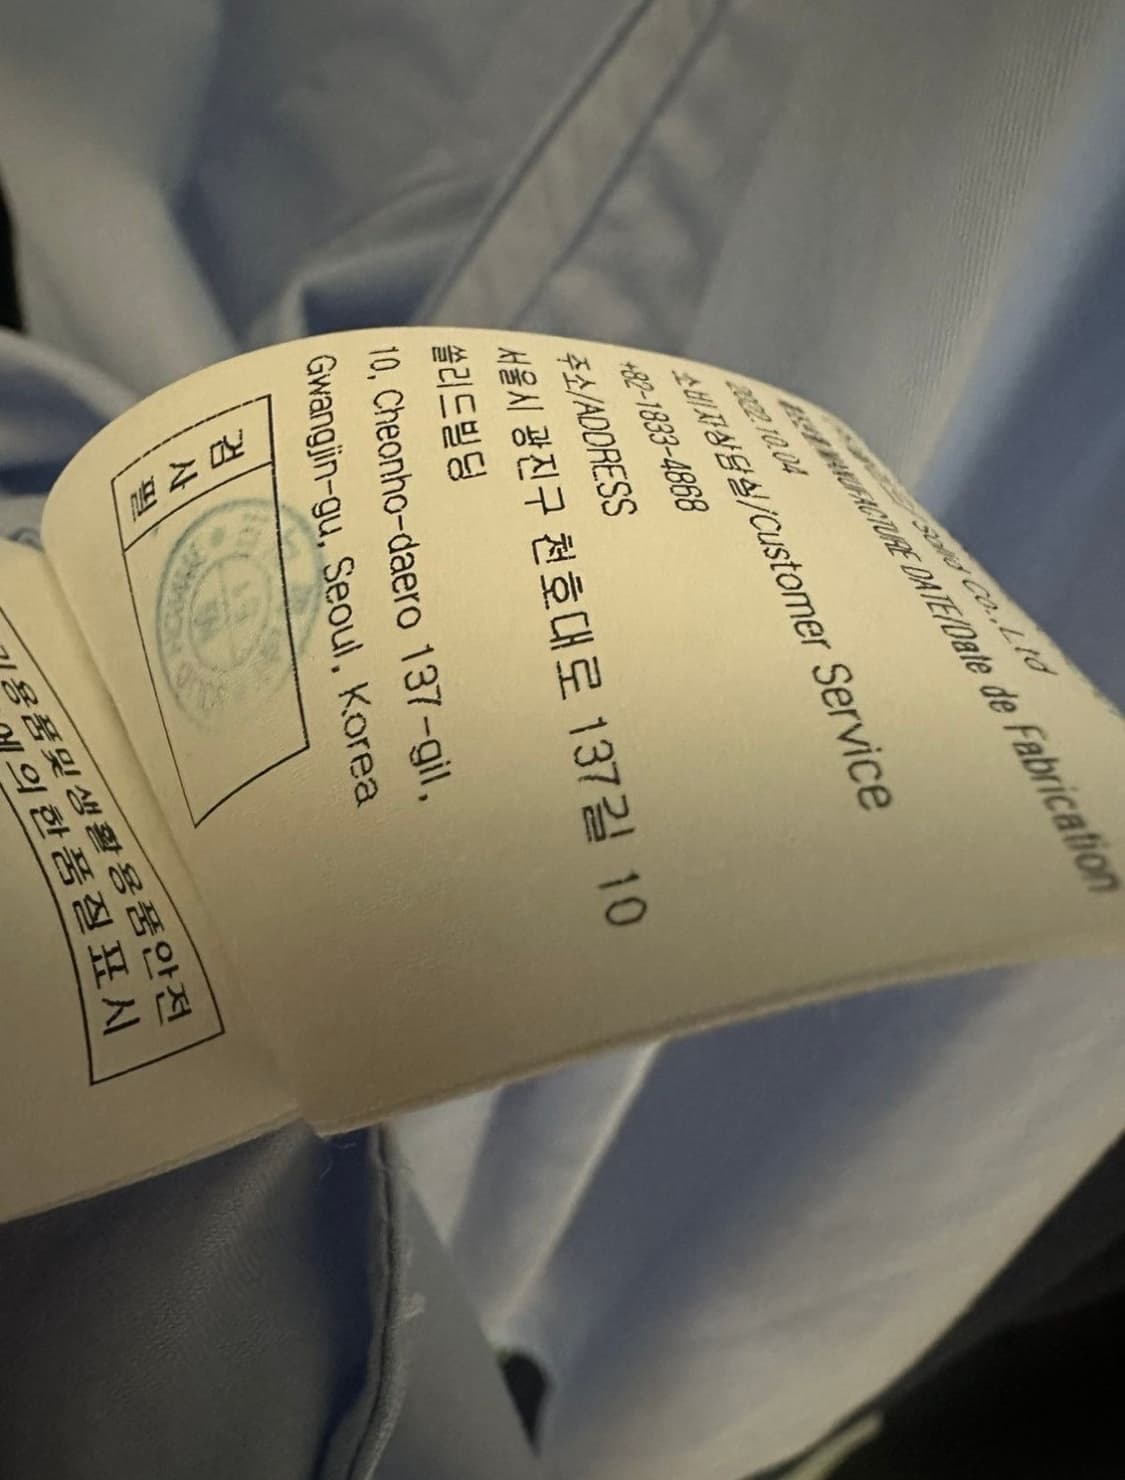 Solid Co.,Ltd
MANUFACTURE DATE/Date de Fabrication
2022.10.04
소비자상담실/Customer Service
+82-1833-4868
주소/ADDRESS
서울시 광진구 천호대로 137길 10
쏠리드빌딩
10, Cheonho-daero 137-gil,
Gwangjin-gu, Seoul, Korea
검사필
기용품및생활용품안전
에의한품질표시